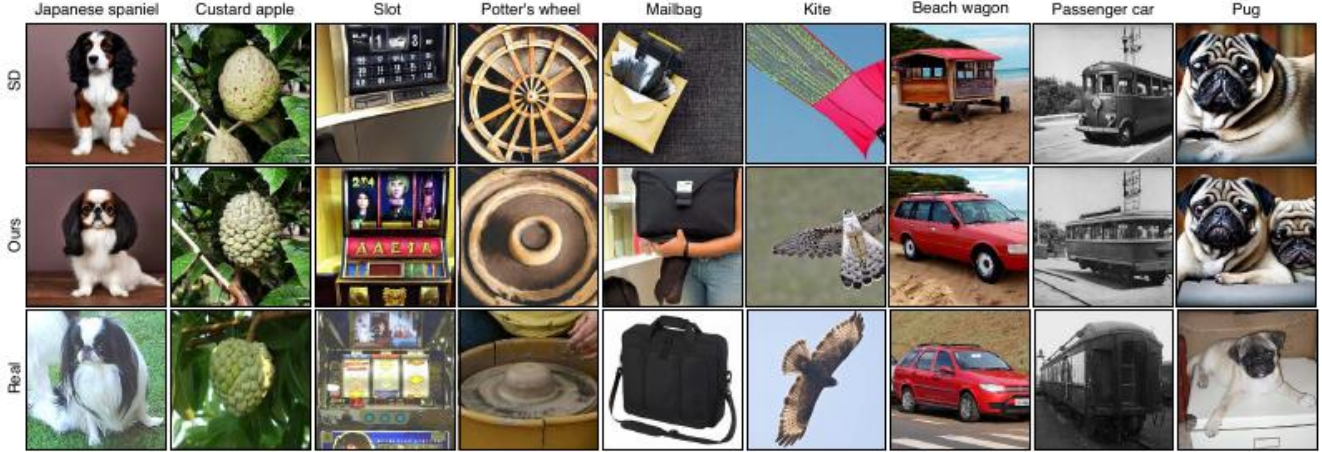 Japanese spaniel Custard apple Slot Potter's wheel Mailbag Kite Beach wagon Passenger car Pug
SD
Ours
Real